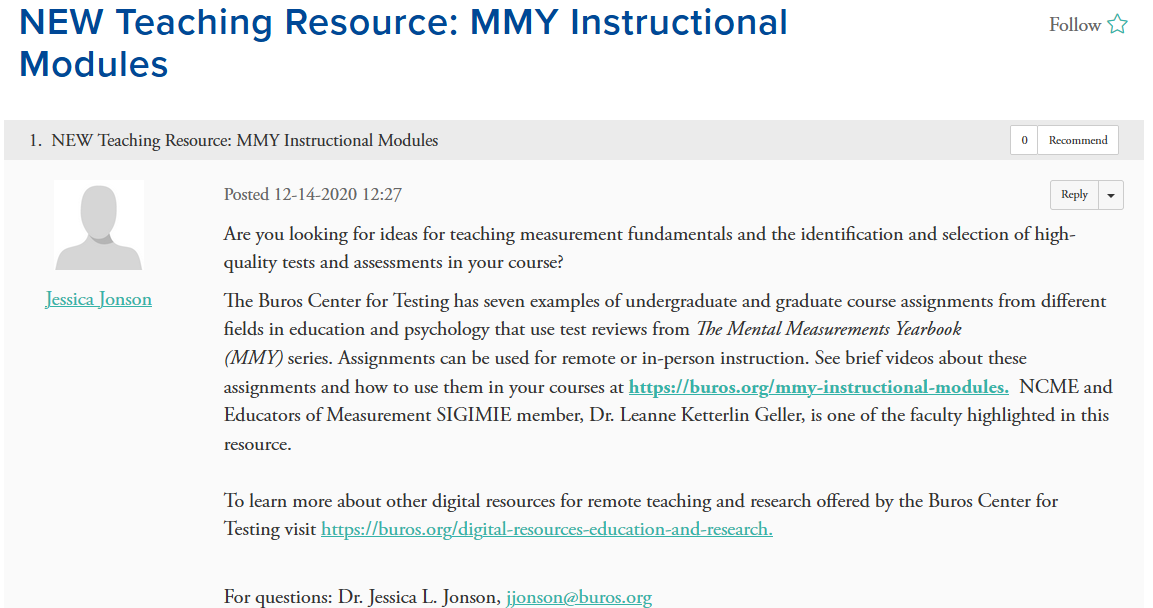 NEW Teaching Resource: MMY Instructional
Modules
Follow
1. NEW Teaching Resource: MMY Instructional Modules
0 Recommend
Posted 12-14-2020 12:27
Reply
Are you looking for ideas for teaching measurement fundamentals and the identification and selection of high-
quality tests and assessments in your course?
Jessica Jonson
The Buros Center for Testing has seven examples of undergraduate and graduate course assignments from different
fields in education and psychology that use test reviews from The Mental Measurements Yearbook
(MMY) series. Assignments can be used for remote or in-person instruction. See brief videos about these
assignments and how to use them in your courses at https://buros.org/mmy-instructional-modules. NCME and
Educators of Measurement SIGIMIE member, Dr. Leanne Ketterlin Geller, is one of the faculty highlighted in this
resource.
To learn more about other digital resources for remote teaching and research offered by the Buros Center for
Testing visit https://buros.org/digital-resources-education-and-research.
For questions: Dr. Jessica L. Jonson, jjonson@buros.org